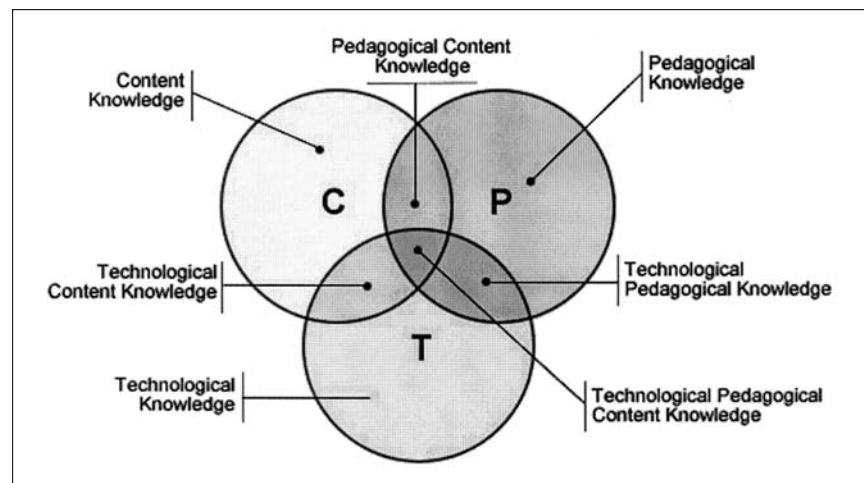 Pedagogical Content
Knowledge
Content
Knowledge
Pedagogical
Knowledge
C
P
Technological
Content Knowledge
Technological
Pedagogical Knowledge
T
Technological
Knowledge
Technological Pedagogical
Content Knowledge